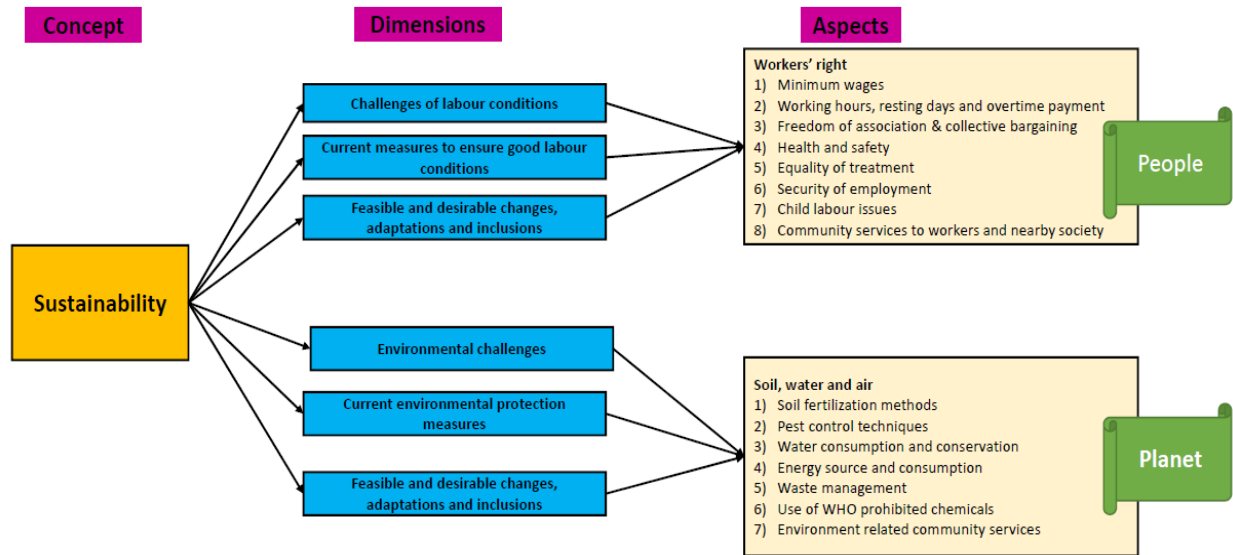 Concept
Dimensions
Aspects
Sustainability
Challenges of labour conditions
Current measures to ensure good labour
conditions
Feasible and desirable changes,
adaptations and inclusions
Environmental challenges
Current environmental protection
measures
Feasible and desirable changes,
adaptations and inclusions
Workers’ right
1) Minimum wages
2) Working hours, resting days and overtime payment
3) Freedom of association & collective bargaining
4) Health and safety
5) Equality of treatment
6) Security of employment
7) Child labour issues
8) Community services to workers and nearby society
People
Soil, water and air
1) Soil fertilization methods
2) Pest control techniques
3) Water consumption and conservation
4) Energy source and consumption
5) Waste management
6) Use of WHO prohibited chemicals
7) Environment related community services
Planet